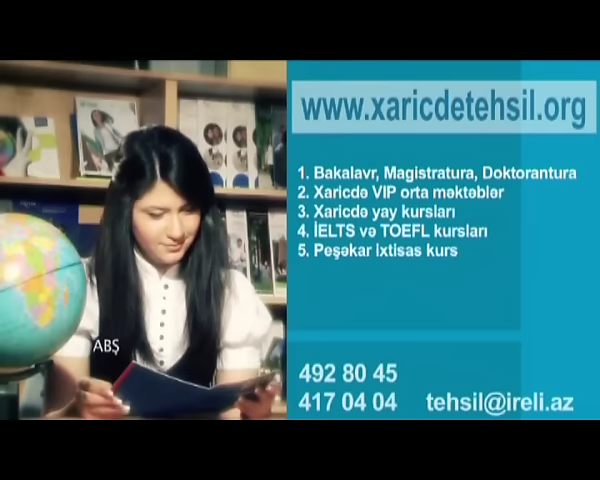 www.xaricdetehsil.org
1. Bakalavr, Magistratura, Doktorantura
2. Xaricdə VIP orta məktəblər
3. Xaricdə yay kursları
4. İELTS və TOEFL kursları
5. Peşəkar ixtisas kurs
ABŞ
492 80 45
417 04 04 tehsil@ireli.az